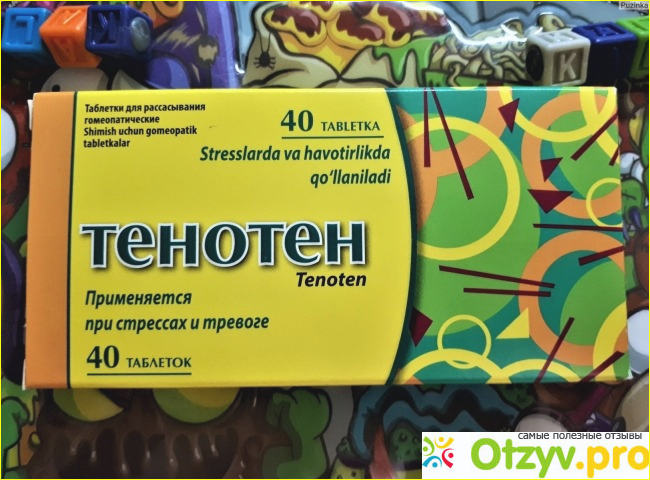 Puzinka
К
Таблетки для рассасывания
гомеопатические
Shimish uchun gomeopatik
tabletkalar
40 TABLETKA
Stresslarda va havotirlikda
qo'llaniladi
ТЕНОТЕН
Tenoten
Применяется
при стрессах и тревоге
40 ТАБЛЕТОК
самые полезные отзывы
Otzyv.pro